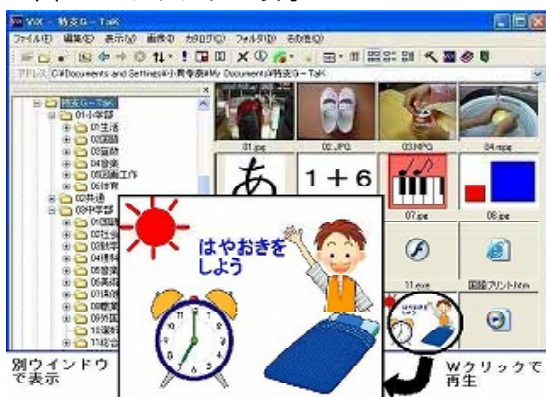 ViX - 特支G-TaK
ファイル(F) 編集(E) 表示(V) 画像(I) カタログ(C) フォルダ(D) その他(O)
アドレス C:¥Documents and Settings¥小貫泰義¥My Documents¥特支G-TaK
特支G-TaK
01小学部
01生活
02国語
03算数
04音楽
05図画工作
06体育
02共通
03中学部
01国語
02社会
03数学
04理科
05音楽
06美術
07保健
08職業
09外国
10選択
11総合
01.jpg
02.JPG
03.MPG
04.mpg
あ
1+6
07.jpg
08.jpg
11.exe
国語プリント.htm
はやおきを
しよう
別ウィンドウ
で表示
Wクリックで
再生